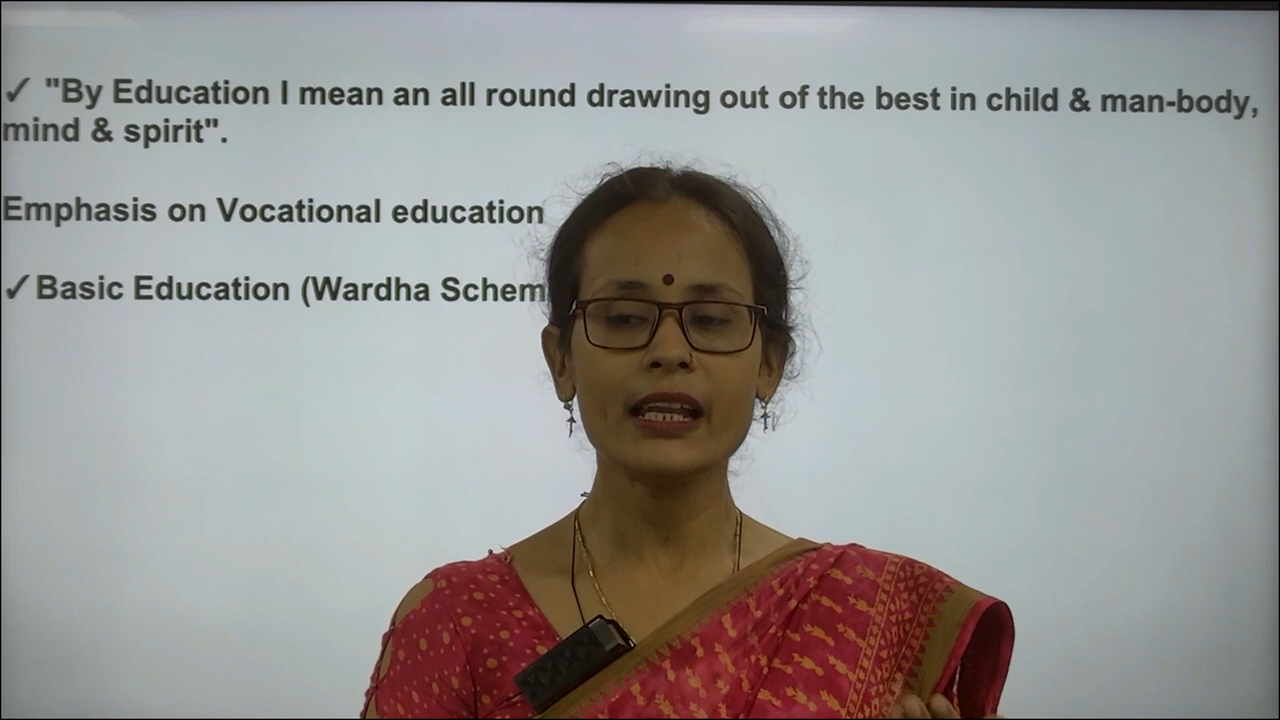 ✓ "By Education I mean an all round drawing out of the best in child & man-body,
mind & spirit".
Emphasis on Vocational education
✓Basic Education (Wardha Schem